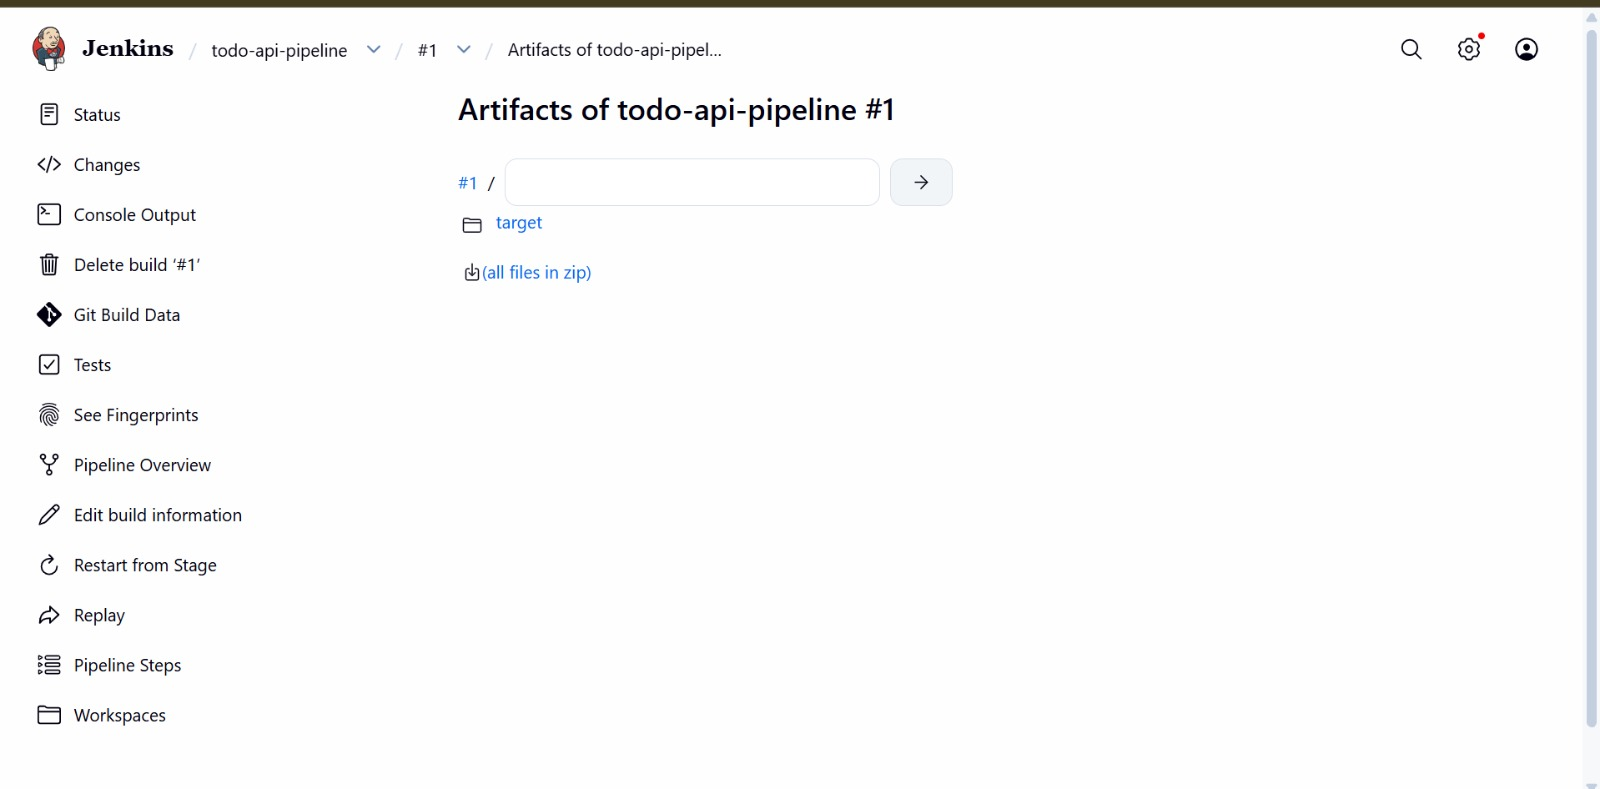 Jenkins / todo-api-pipeline / #1 / Artifacts of todo-api-pipel...
Status
Changes
Console Output
Delete build ‘#1’
Git Build Data
Tests
See Fingerprints
Pipeline Overview
Edit build information
Restart from Stage
Replay
Pipeline Steps
Workspaces
Artifacts of todo-api-pipeline #1
#1 /
target
(all files in zip)